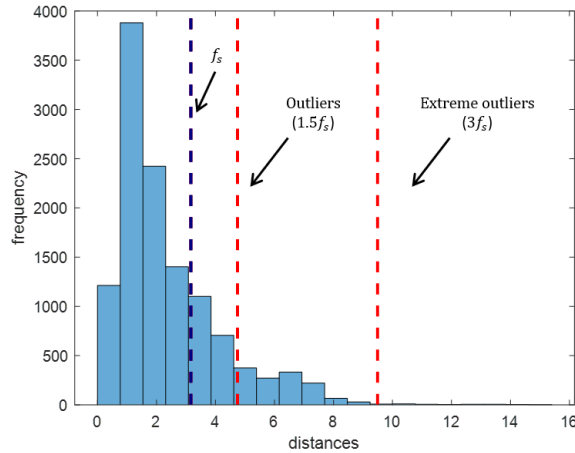 4000
3500
3000
2500
2000
1500
1000
500
0
frequency
f_s
Outliers
(1.5f_s)
Extreme outliers
(3f_s)
0 2 4 6 8 10 12 14 16
distances